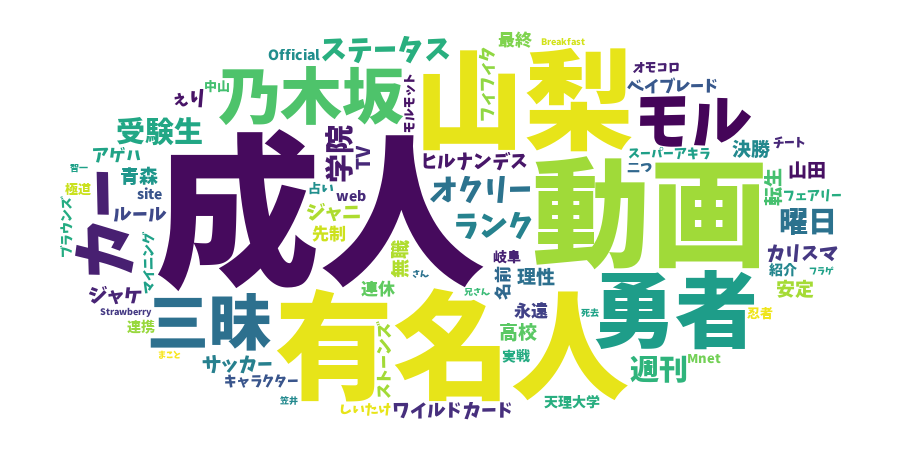 オモコロ
Breakfast
最終
ステータス
Official
フィフィタ
山梨
ベイブレード
中山
乃木坂
モルモット
えり
モル
受験生
学院
TV
決勝
チート
アゲハ
ヒルナンデス
スーパーアキラ
智一
青森
二つ
山田
極道
site
占い
web
オクリー
転生
フェアリー
成人
動画
ルール
ジャニ
ランク
曜日
ブラウンズ
カー
先制
カリスマ
マイニング
無職
岐阜
紹介
フラゲ
さん
名前
理性
ジャケ
連休
兄さん
安定
三昧
勇者
Strawberry
永遠
死去
忍者
連携
有名人
高校
まこと
ストーンズ
実戦
サッカー
週刊
Mnet
キャラクター
笠井
しいたけ
ワイルドカード
天理大学